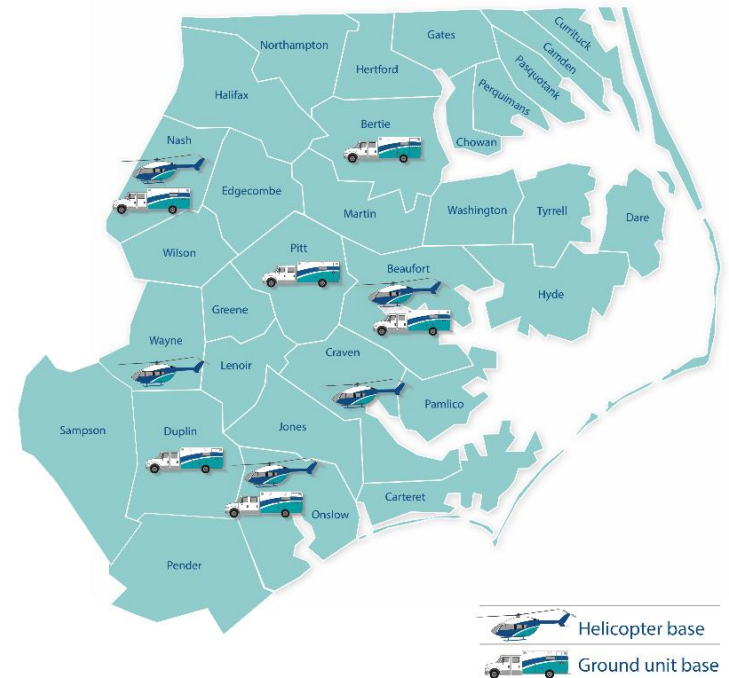 Currituck
Camden
Gates
Northampton
Pasquotank
Hertford
Perquimans
Halifax
Bertie
Chowan
Nash
Edgecombe
Martin
Washington
Tyrrell
Dare
Wilson
Pitt
Beaufort
Hyde
Greene
Wayne
Craven
Lenoir
Pamlico
Sampson
Duplin
Jones
Carteret
Onslow
Pender
Helicopter base
Ground unit base